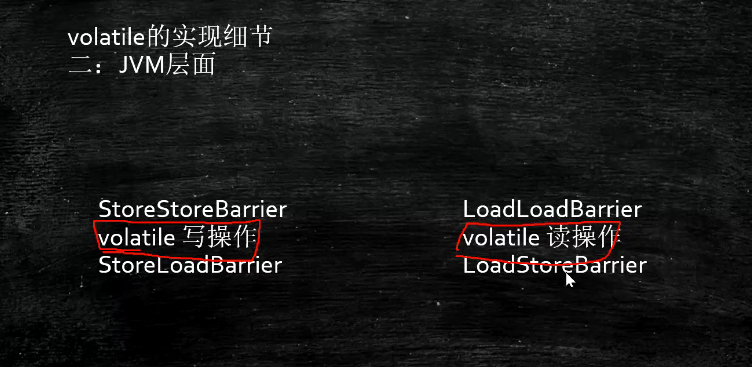 volatile的实现细节
二：JVM层面
StoreStoreBarrier
volatile 写操作
StoreLoadBarrier
LoadLoadBarrier
volatile 读操作
LoadStoreBarrier